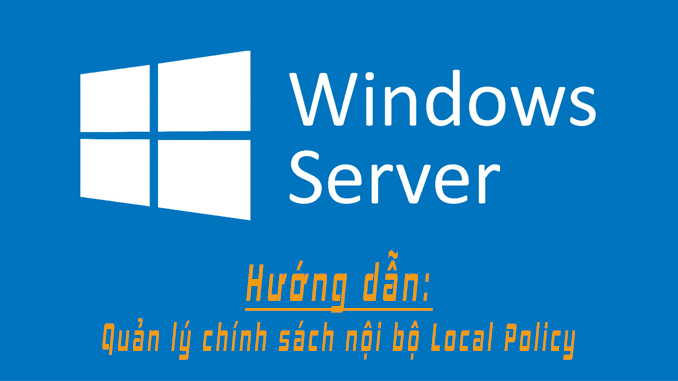 Windows
Server
Hướng dẫn:
Quản lý chính sách nội bộ Local Policy